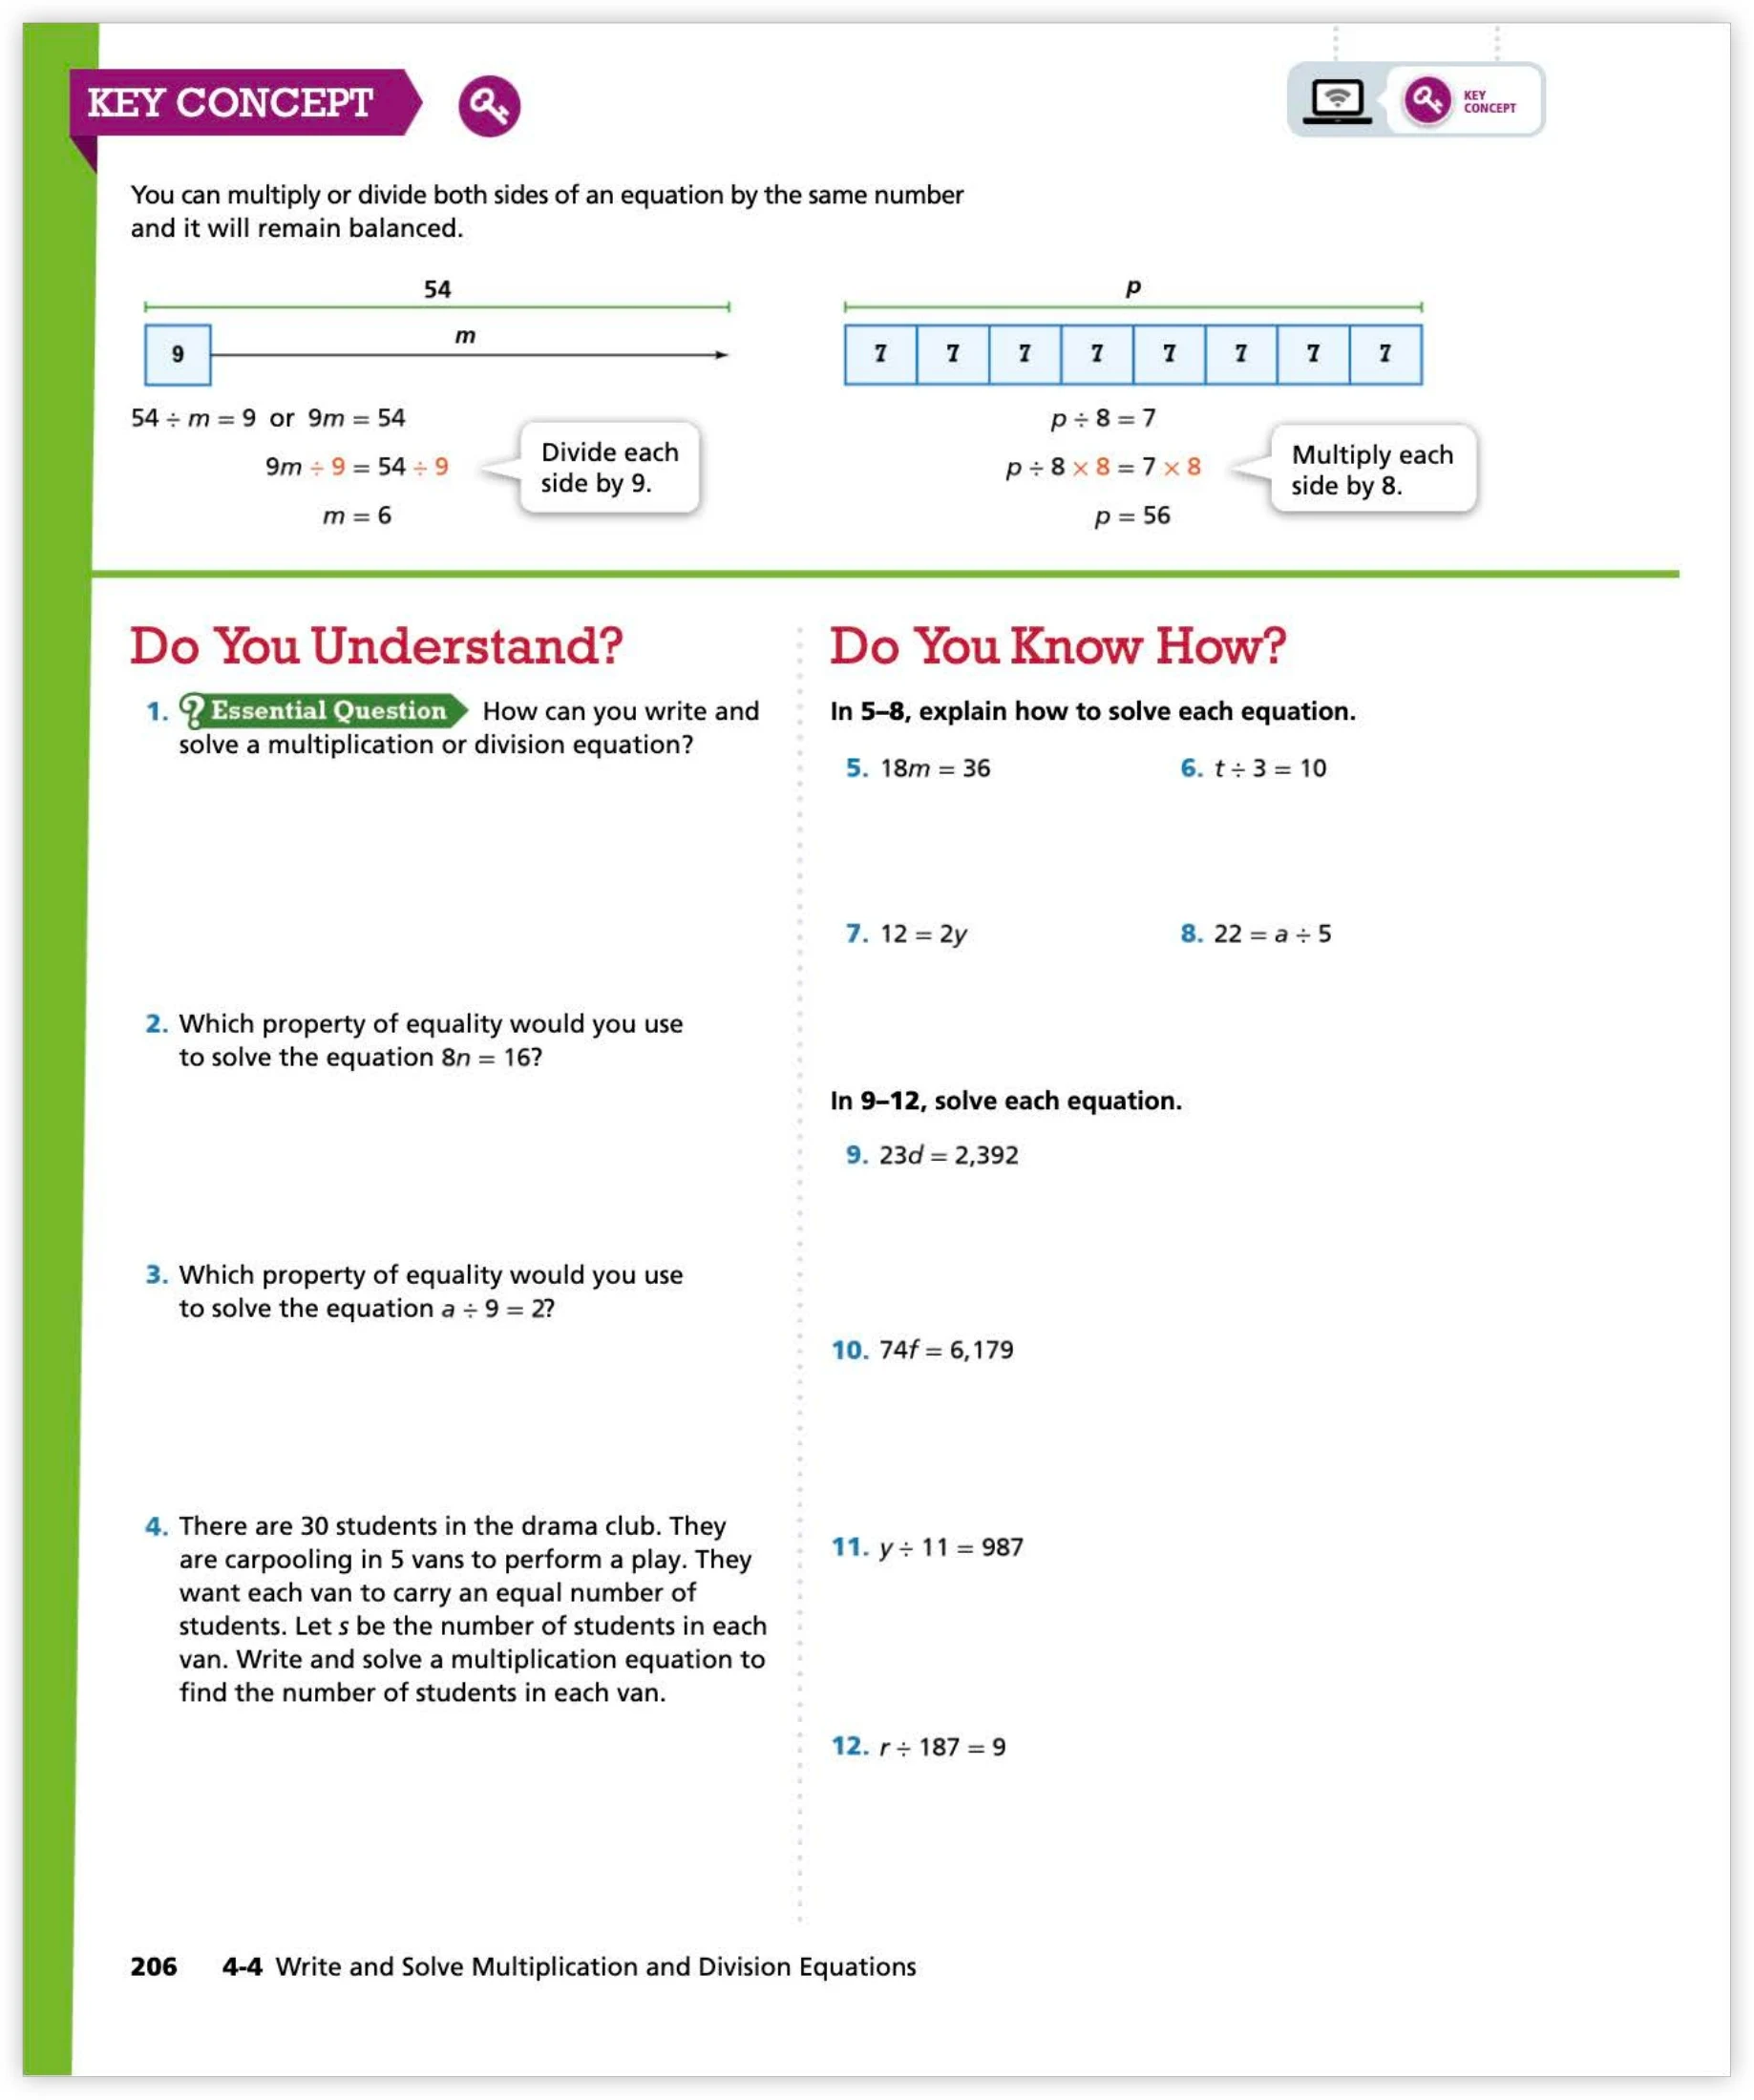 KEY CONCEPT
KEY
CONCEPT
You can multiply or divide both sides of an equation by the same number
and it will remain balanced.
54
m
9
54 ÷ m = 9 or 9m = 54
9m ÷ 9 = 54 ÷ 9
Divide each
side by 9.
m = 6
p
7 7 7 7 7 7 7 7
p ÷ 8 = 7
p ÷ 8 × 8 = 7 × 8
Multiply each
side by 8.
p = 56
Do You Understand?
1. ? Essential Question How can you write and
solve a multiplication or division equation?
2. Which property of equality would you use
to solve the equation 8n = 16?
3. Which property of equality would you use
to solve the equation a ÷ 9 = 2?
4. There are 30 students in the drama club. They
are carpooling in 5 vans to perform a play. They
want each van to carry an equal number of
students. Let s be the number of students in each
van. Write and solve a multiplication equation to
find the number of students in each van.
Do You Know How?
In 5–8, explain how to solve each equation.
5. 18m = 36
6. t ÷ 3 = 10
7. 12 = 2y
8. 22 = a ÷ 5
In 9–12, solve each equation.
9. 23d = 2,392
10. 74f = 6,179
11. y ÷ 11 = 987
12. r ÷ 187 = 9
206 4-4 Write and Solve Multiplication and Division Equations